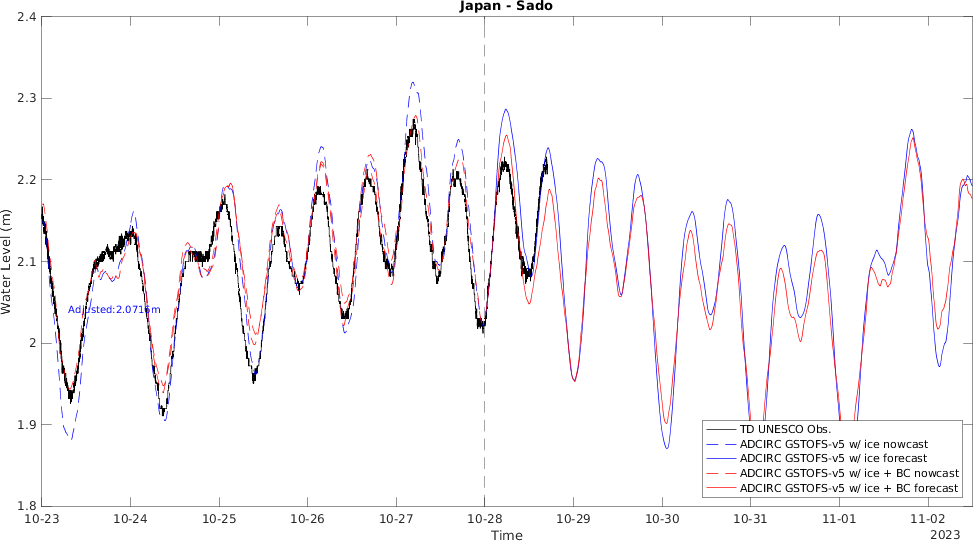 Japan - Sado
2.4
2.3
2.2
2.1
2
1.9
1.8
Water Level (m)
Adjusted:2.0716m
TD UNESCO Obs.
ADCIRC GSTOFS-v5 w/ ice nowcast
ADCIRC GSTOFS-v5 w/ ice forecast
ADCIRC GSTOFS-v5 w/ ice + BC nowcast
ADCIRC GSTOFS-v5 w/ ice + BC forecast
10-23 10-24 10-25 10-26 10-27 10-28 10-29 10-30 10-31 11-01 11-02
Time
2023